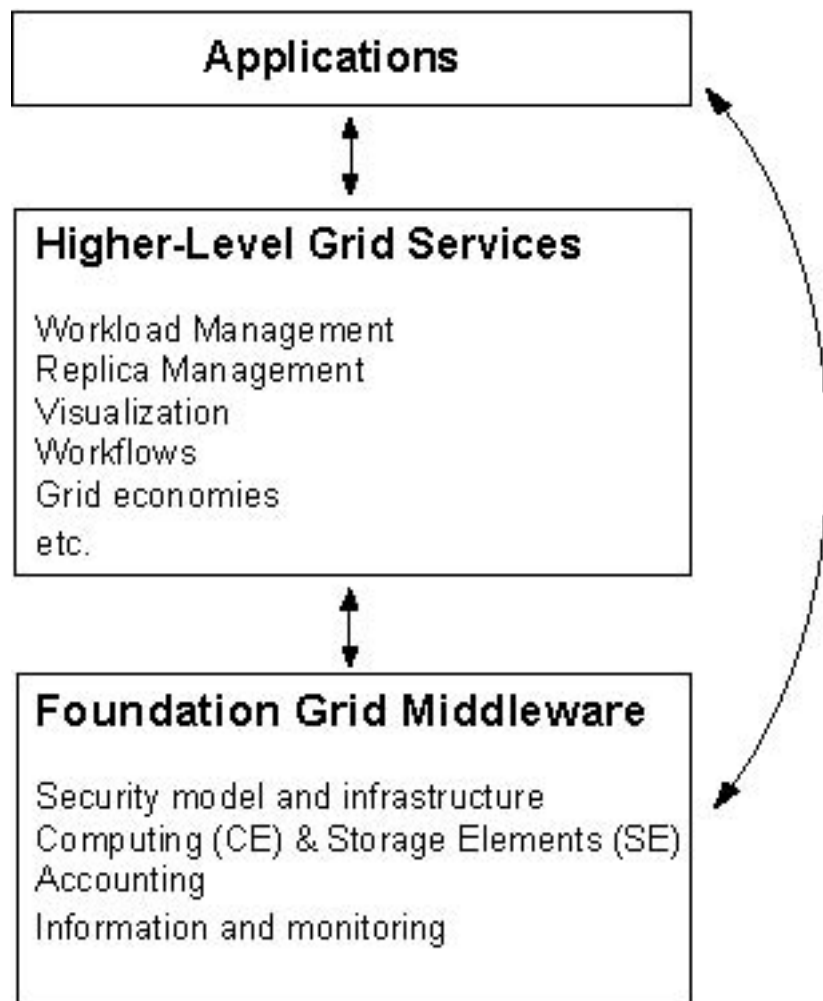 Applications
Higher-Level Grid Services
Workload Management
Replica Management
Visualization
Workflows
Grid economies
etc.
Foundation Grid Middleware
Security model and infrastructure
Computing (CE) & Storage Elements (SE)
Accounting
Information and monitoring